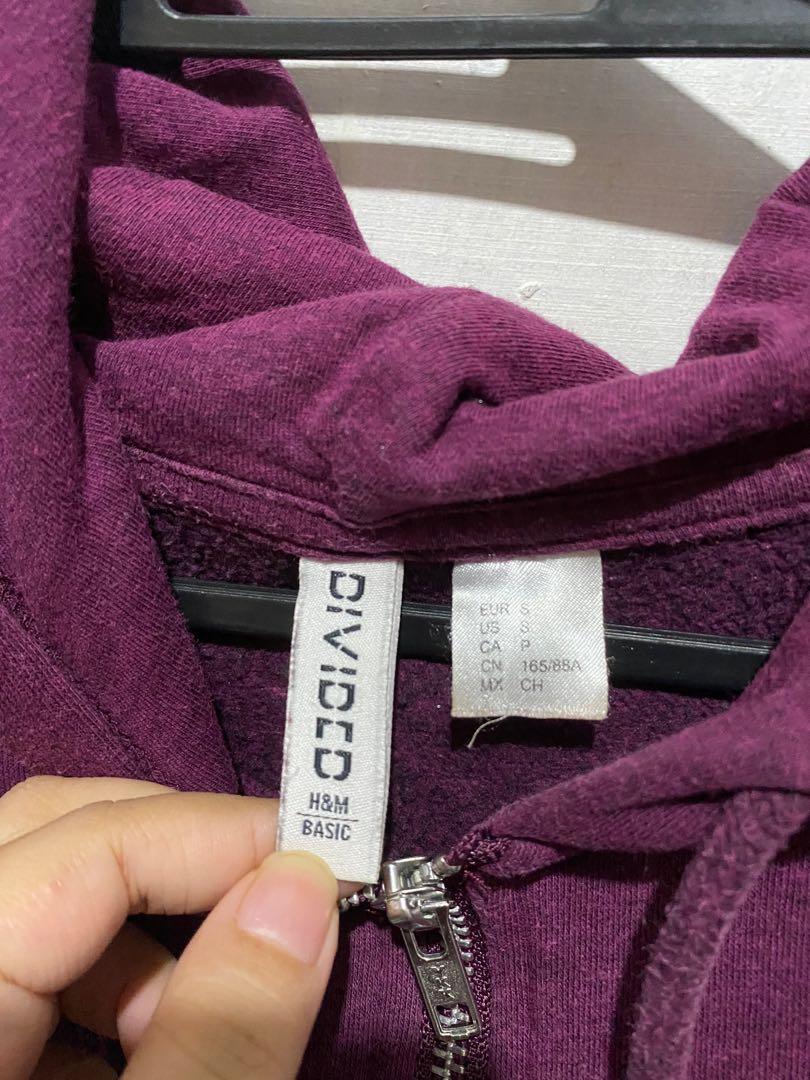 DIVIDED
H&M
BASIC
EUR S
US S
CA P
CN 165/88A
MX CH